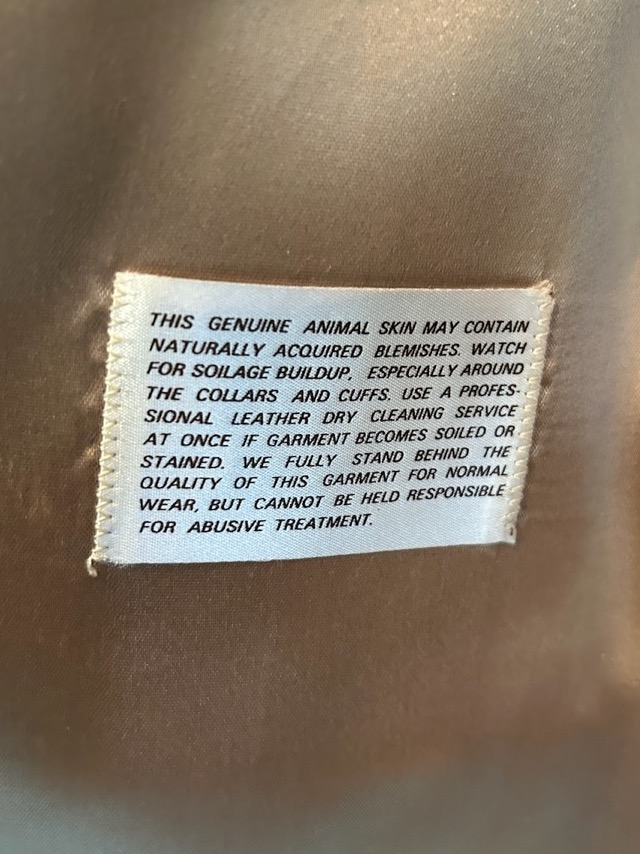 THIS GENUINE ANIMAL SKIN MAY CONTAIN
NATURALLY ACQUIRED BLEMISHES. WATCH
FOR SOILAGE BUILDUP, ESPECIALLY AROUND
THE COLLARS AND CUFFS. USE A PROFES-
SIONAL LEATHER DRY CLEANING SERVICE
AT ONCE IF GARMENT BECOMES SOILED OR
STAINED. WE FULLY STAND BEHIND THE
QUALITY OF THIS GARMENT FOR NORMAL
WEAR, BUT CANNOT BE HELD RESPONSIBLE
FOR ABUSIVE TREATMENT.